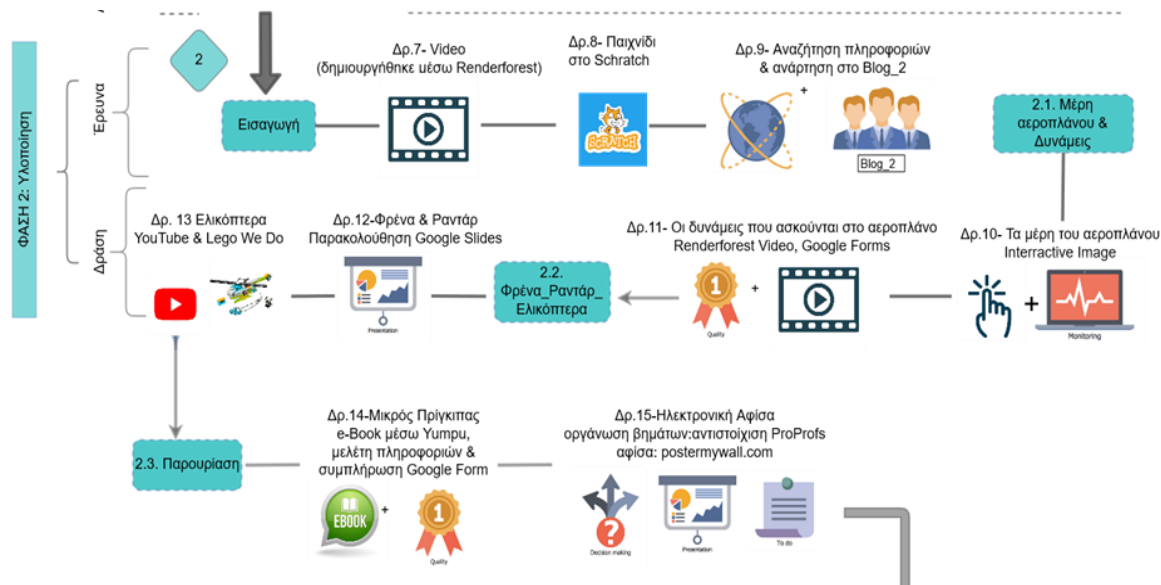 ΦΑΣΗ 2: Υλοποίηση
Έρευνα
2
Εισαγωγή
Δρ.7- Video
(δημιουργήθηκε μέσω Renderforest)
Δρ.8- Παιχνίδι
στο Schratch
SCRATCH
Δρ.9- Αναζήτηση πληροφοριών
& ανάρτηση στο Blog_2
+
Blog_2
2.1. Μέρη
αεροπλάνου &
Δυνάμεις
Δράση
Δρ. 13 Ελικόπτερα
YouTube & Lego We Do
Δρ.12-Φρένα & Ραντάρ
Παρακολούθηση Google Slides
Presentation
2.2.
Φρένα_Ραντάρ_
Ελικόπτερα
Δρ.11- Οι δυνάμεις που ασκούνται στο αεροπλάνο
Renderforest Video, Google Forms
1
+
Quality
Δρ.10- Τα μέρη του αεροπλάνου
Interractive Image
+
Monitoring
2.3. Παρουρίαση
Δρ.14-Μικρός Πρίγκιπας
e-Book μέσω Yumpu,
μελέτη πληροφοριών &
συμπλήρωση Google Form
EBOOK
+
1
Quality
Δρ.15-Ηλεκτρονική Αφίσα
οργάνωση βημάτων:αντιστοίχιση ProProfs
αφίσα: postermywall.com
?
Decision making
Presentation
To do